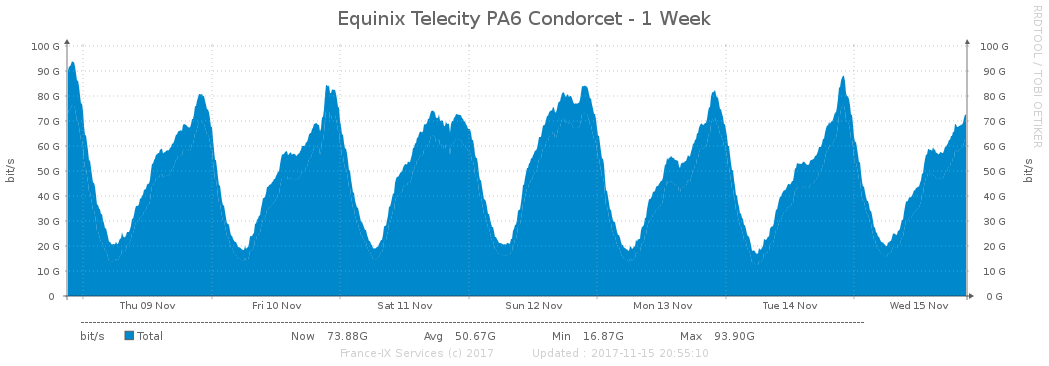 Equinix Telecity PA6 Condorcet - 1 Week
RRDTOOL / TOBI OETIKER
bit/s
100 G
90 G
80 G
70 G
60 G
50 G
40 G
30 G
20 G
10 G
0
100 G
90 G
80 G
70 G
60 G
50 G
40 G
30 G
20 G
10 G
0 G
bit/s
Thu 09 Nov Fri 10 Nov Sat 11 Nov Sun 12 Nov Mon 13 Nov Tue 14 Nov Wed 15 Nov
bit/s Total Now 73.88G Avg 50.67G Min 16.87G Max 93.90G
France-IX Services (c) 2017 Updated : 2017-11-15 20:55:10